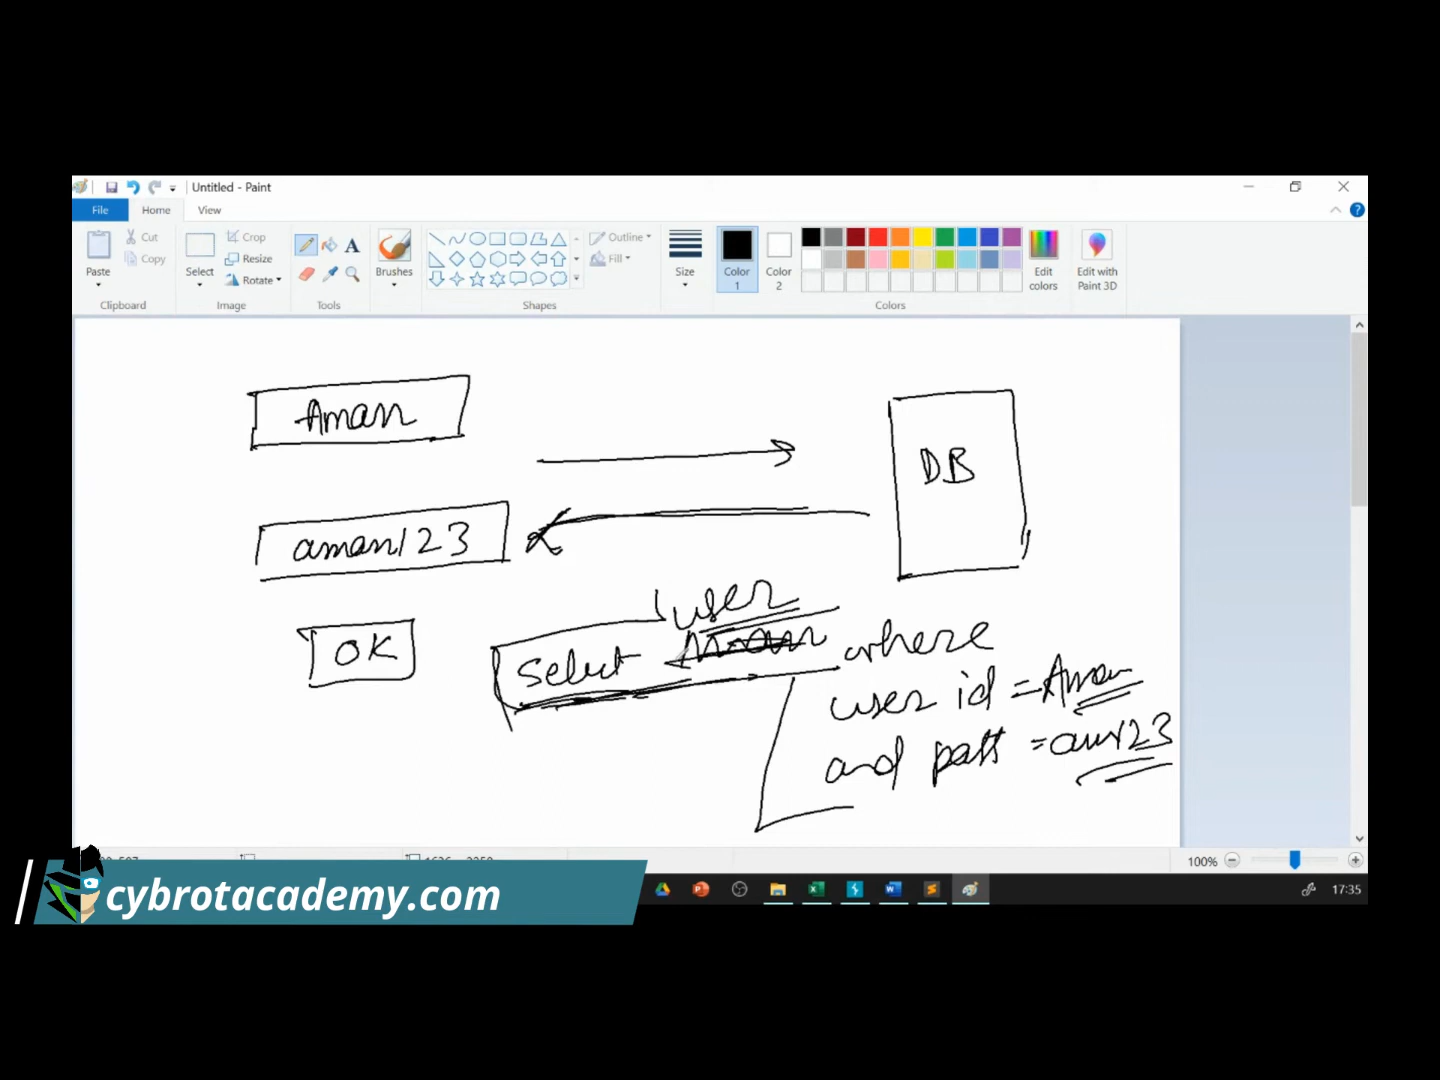 Untitled - Paint
File Home View
Cut
Copy
Paste
Clipboard
Select
Crop
Resize
Rotate
Image
Tools
Brushes
Outline
Fill
Shapes
Size
Color 1
Color 2
Edit colors
Edit with Paint 3D
Colors
Aman
DB
aman123
OK
user
Select Aman where
user id = Aman
and pass = am123
100%
cybrotacademy.com
17:35